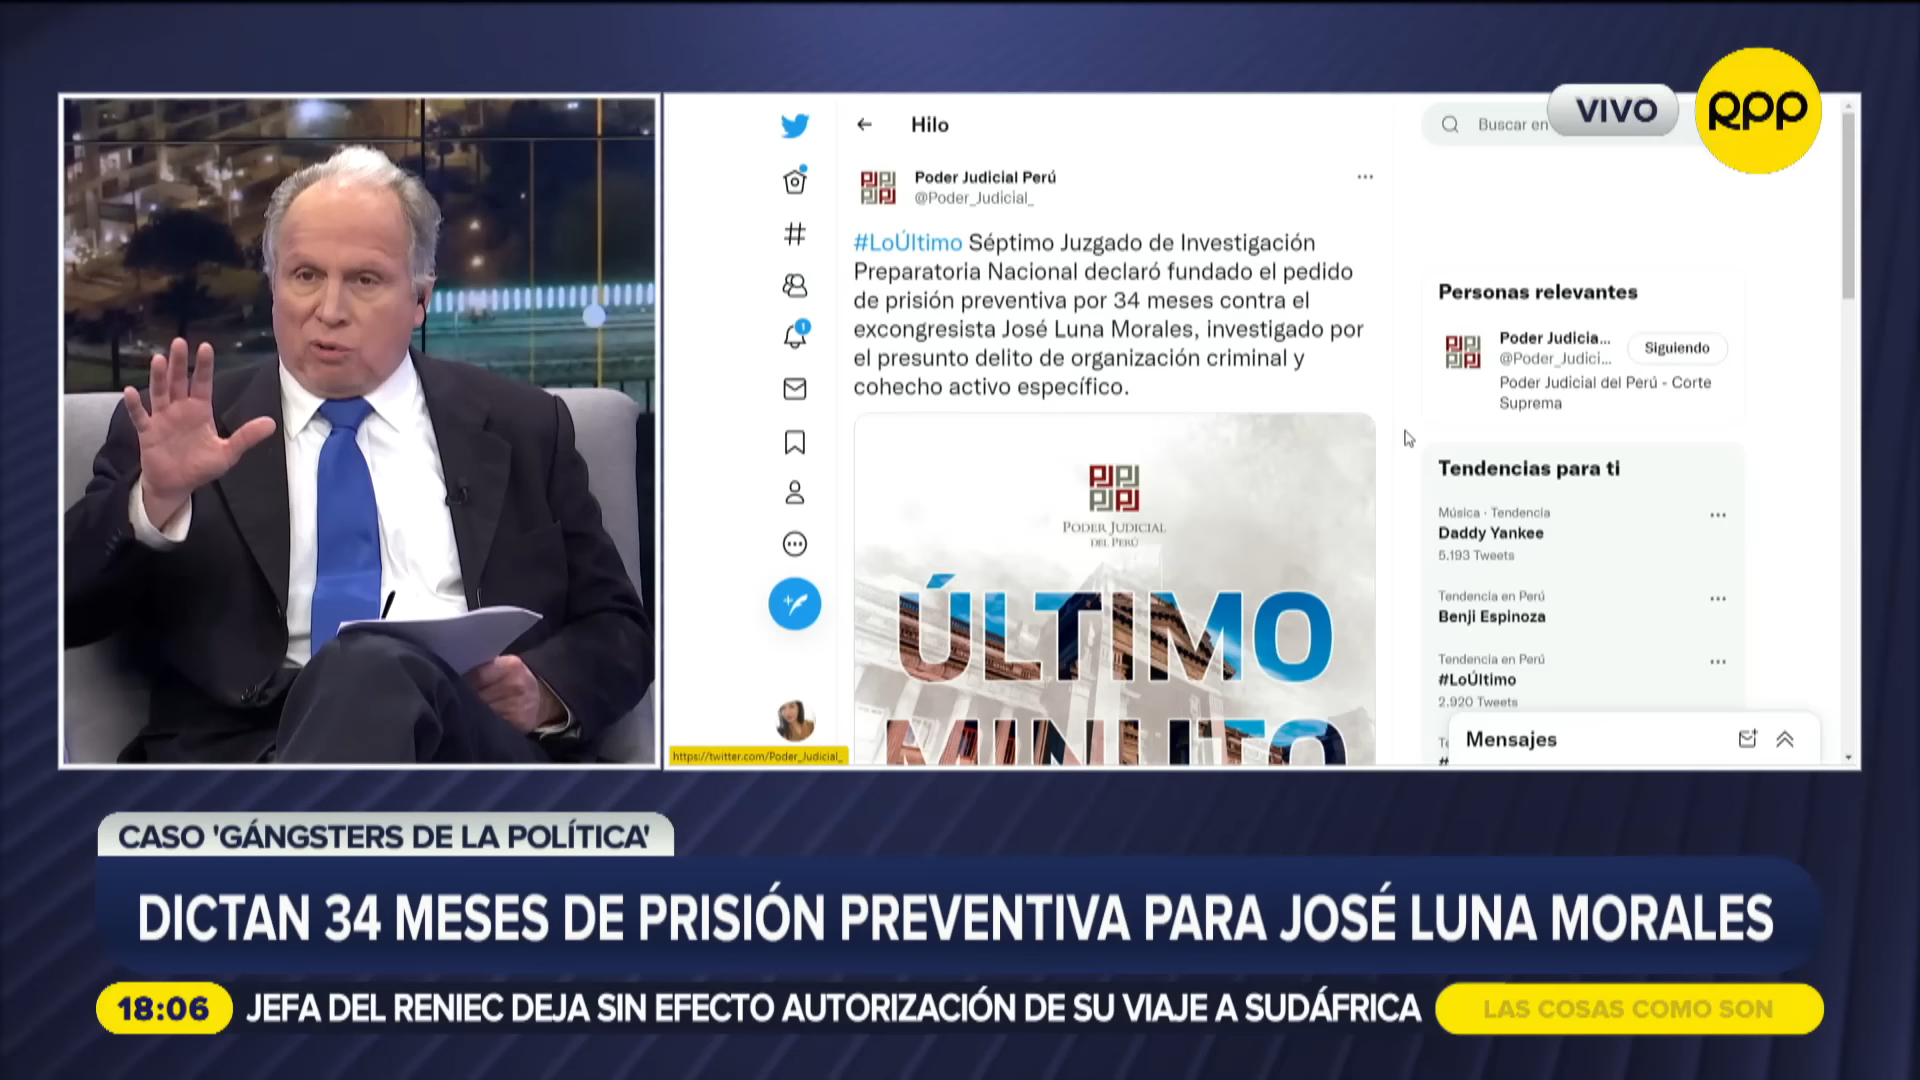 VIVO
rpp
Hilo
Buscar en
Poder Judicial Perú
@Poder_Judicial_
#LoÚltimo Séptimo Juzgado de Investigación
Preparatoria Nacional declaró fundado el pedido
de prisión preventiva por 34 meses contra el
excongresista José Luna Morales, investigado por
el presunto delito de organización criminal y
cohecho activo específico.
PODER JUDICIAL
DEL PERÚ
ÚLTIMO
MINUTO
Personas relevantes
Poder Judicia...
@Poder_Judici...
Siguiendo
Poder Judicial del Perú - Corte
Suprema
Tendencias para ti
Música · Tendencia
Daddy Yankee
5.193 Tweets
Tendencia en Perú
Benji Espinoza
Tendencia en Perú
#LoÚltimo
2.920 Tweets
Mensajes
https://twitter.com/Poder_Judicial_
CASO 'GÁNGSTERS DE LA POLÍTICA'
DICTAN 34 MESES DE PRISIÓN PREVENTIVA PARA JOSÉ LUNA MORALES
18:06 JEFA DEL RENIEC DEJA SIN EFECTO AUTORIZACIÓN DE SU VIAJE A SUDÁFRICA
LAS COSAS COMO SON